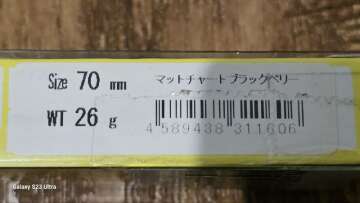 Size 70 mm
マットチャートブラックベリー
WT 26 g
4 589438 311606
Galaxy S23 Ultra